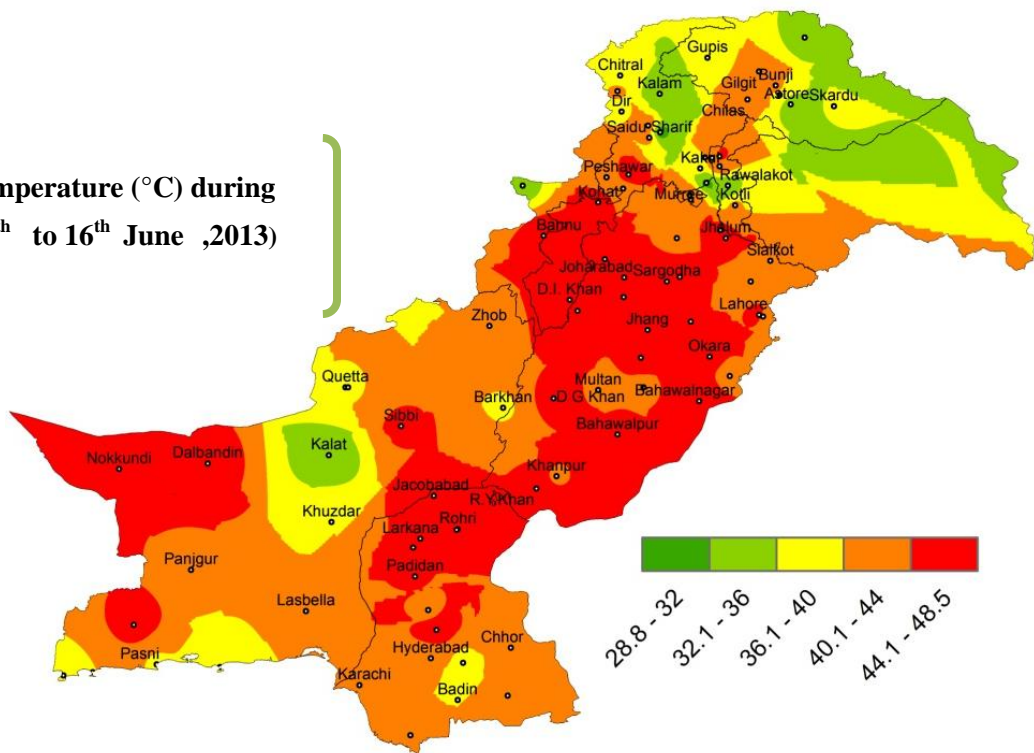 mperature (°C) during
th to 16th June ,2013)
Gupis
Chitral
Kalam
Gilgit
Bunji
Dir
Astore
Skardu
Chilas
Saidu Sharif
Kakul
Peshawar
Rawalakot
Kohat
Murree
Kotli
Bannu
Jhelum
Sialkot
Joharabad
Sargodha
D.I. Khan
Lahore
Zhob
Jhang
Okara
Quetta
Multan
Barkhan
D G Khan
Bahawalnagar
Sibbi
Bahawalpur
Kalat
Nokkundi
Dalbandin
Khanpur
Jacobabad
R.Y.Khan
Khuzdar
Rohri
Larkana
Panjgur
Padidan
Lasbella
Chhor
Hyderabad
Pasni
Karachi
Badin
28.8 - 32
32.1 - 36
36.1 - 40
40.1 - 44
44.1 - 48.5